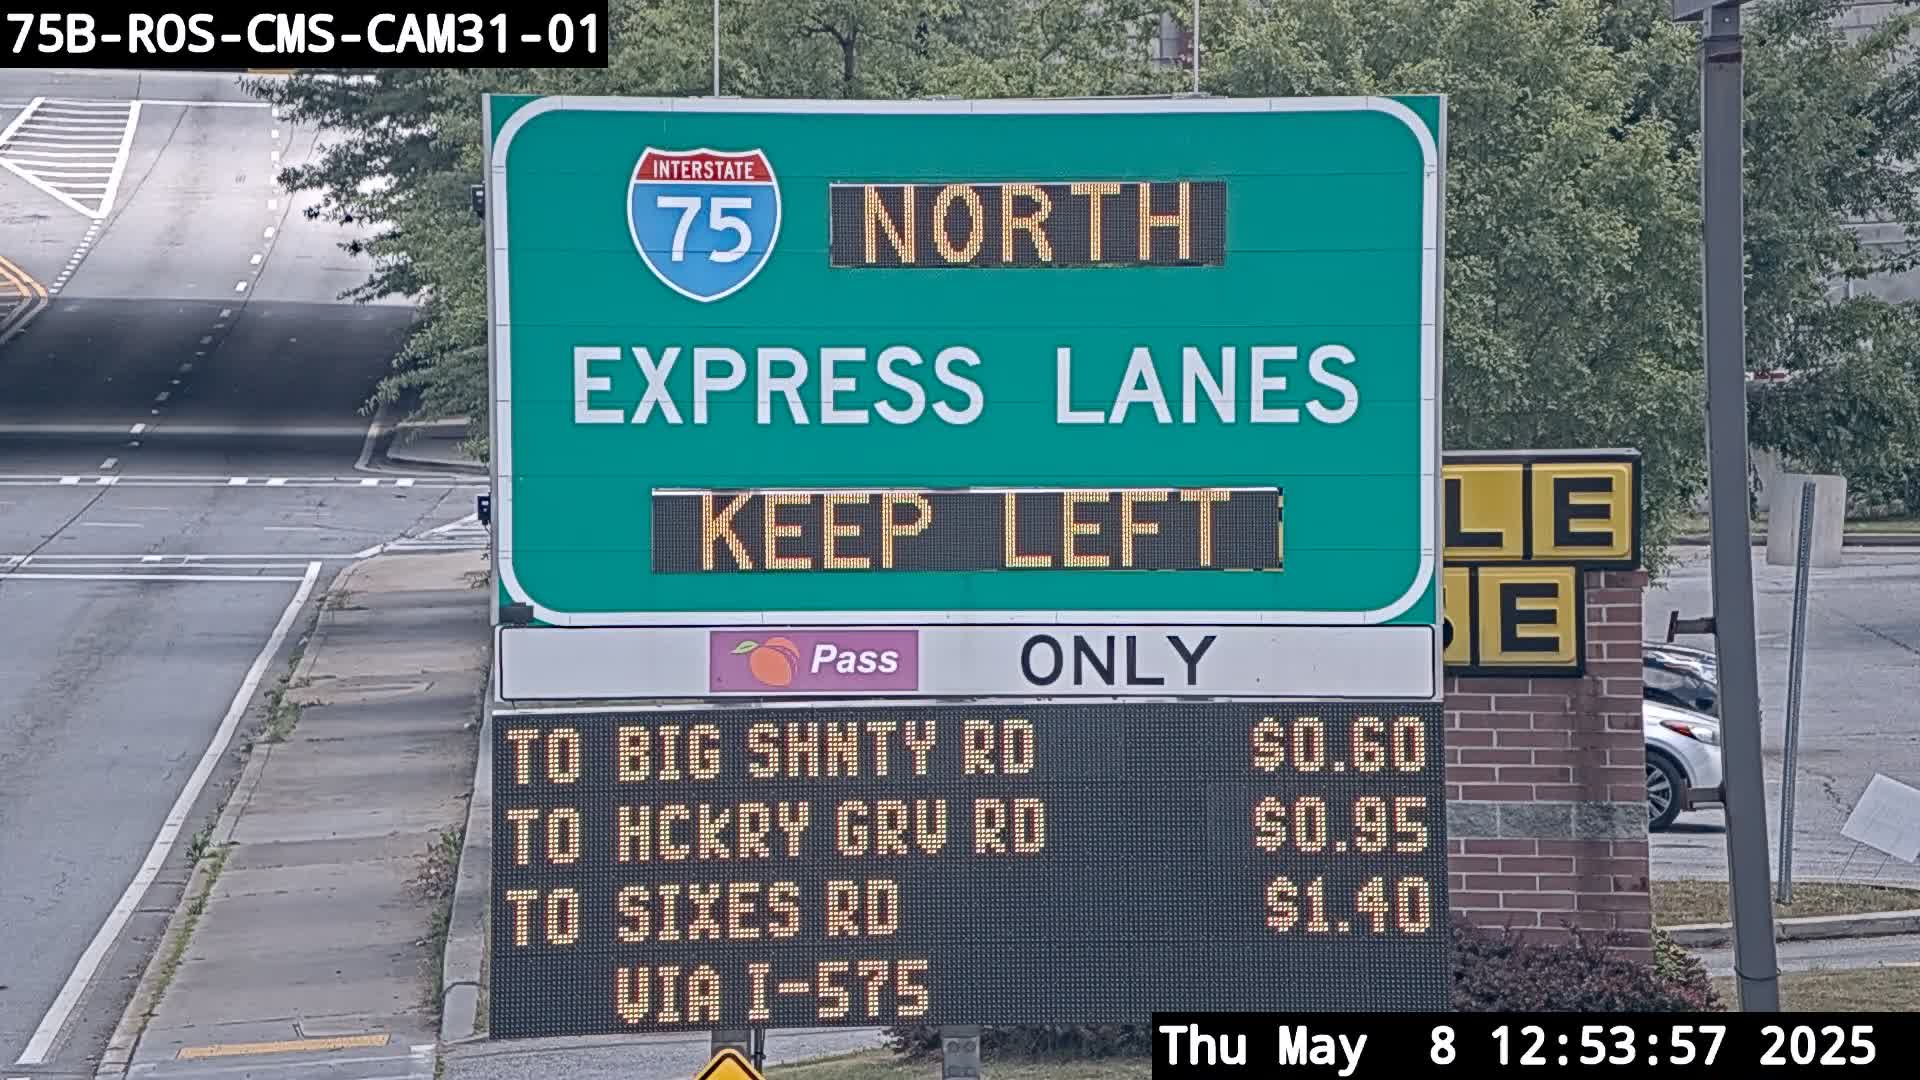 75B-ROS-CMS-CAM31-01
INTERSTATE
75
NORTH
EXPRESS LANES
KEEP LEFT
Pass ONLY
TO BIG SHNTY RD $0.60
TO HCKRY GRV RD $0.95
TO SIXES RD $1.40
VIA I-575
LE
E
Thu May 8 12:53:57 2025